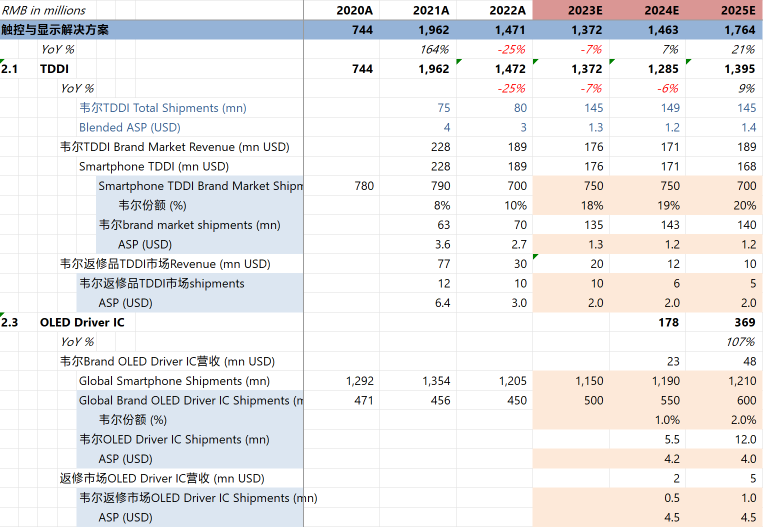 RMB in millions 2020A 2021A 2022A 2023E 2024E 2025E
触控与显示解决方案 744 1,962 1,471 1,372 1,463 1,764
YoY % 164% -25% -7% 7% 21%
2.1 TDDI 744 1,962 1,472 1,372 1,285 1,395
YoY % -25% -7% -6% 9%
韦尔TDDI Total Shipments (mn) 75 80 145 149 145
Blended ASP (USD) 4 3 1.3 1.2 1.4
韦尔TDDI Brand Market Revenue (mn USD) 228 189 176 171 189
Smartphone TDDI (mn USD) 228 189 176 171 168
Smartphone TDDI Brand Market Shipm 780 790 700 750 750 700
韦尔份额 (%) 8% 10% 18% 19% 20%
韦尔brand market shipments (mn) 63 70 135 143 140
ASP (USD) 3.6 2.7 1.3 1.2 1.2
韦尔返修品TDDI市场Revenue (mn USD) 77 30 20 12 10
韦尔返修品TDDI市场shipments 12 10 10 6 5
ASP (USD) 6.4 3.0 2.0 2.0 2.0
2.3 OLED Driver IC 178 369
YoY % 107%
韦尔Brand OLED Driver IC营收 (mn USD) 23 48
Global Smartphone Shipments (mn) 1,292 1,354 1,205 1,150 1,190 1,210
Global Brand OLED Driver IC Shipments (m 471 456 450 500 550 600
韦尔份额 (%) 1.0% 2.0%
韦尔OLED Driver IC Shipments (mn) 5.5 12.0
ASP (USD) 4.2 4.0
返修市场OLED Driver IC营收 (mn USD) 2 5
韦尔返修市场OLED Driver IC Shipments (mn) 0.5 1.0
ASP (USD) 4.5 4.5